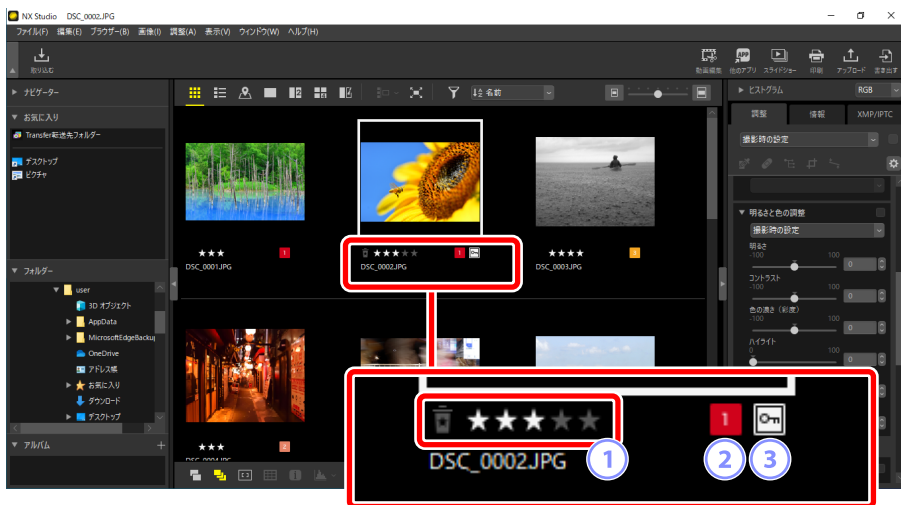 NX Studio DSC_0002.JPG
ファイル(F) 編集(E) ブラウザー(B) 画像(I) 調整(A) 表示(V) ウィンドウ(W) ヘルプ(H)
取り込む
動画編集 他のアプリ スライドショー 印刷 アップロード 書き出す
ナビゲーター
お気に入り
Transfer転送先フォルダー
デスクトップ
ピクチャ
フォルダー
user
3D オブジェクト
AppData
MicrosoftEdgeBackup
OneDrive
アドレス帳
お気に入り
ダウンロード
デスクトップ
アルバム
名前
★★★ 1
DSC_0001.JPG
★★★★★ 1
DSC_0002.JPG
★★★★
DSC_0003.JPG
★★★ 2
DSC_0004.JPG
★★★★★ 1
DSC_0002.JPG
1 2 3
ヒストグラム RGB
調整 情報 XMP/IPTC
撮影時の設定
明るさと色の調整
撮影時の設定
明るさ
-100 100 0
コントラスト
-100 100 0
色の濃さ(彩度)
-100 100 0
ハイライト
0 100 0